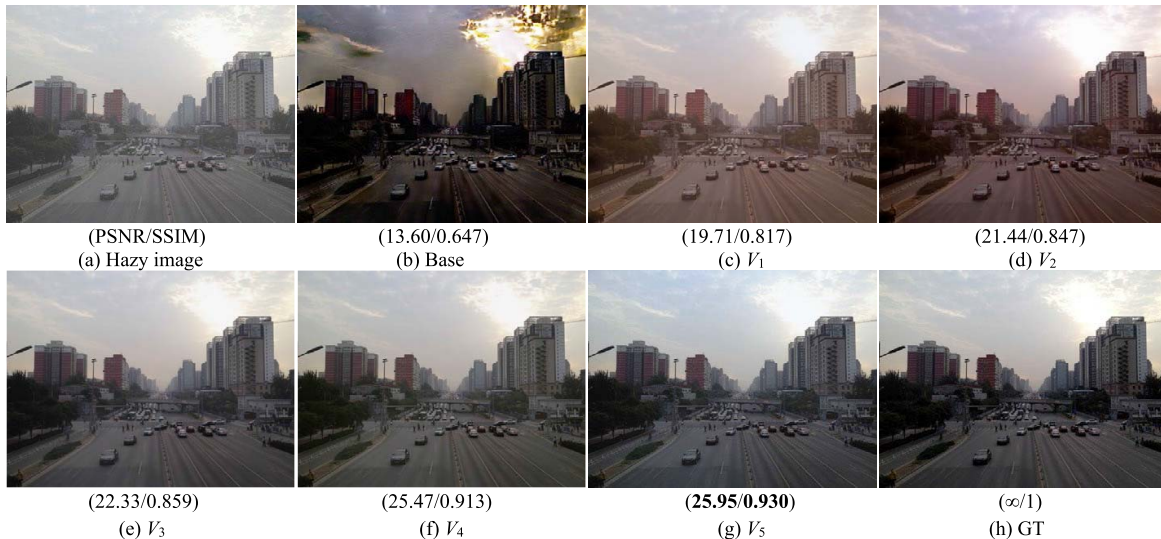 (PSNR/SSIM) (13.60/0.647) (19.71/0.817) (21.44/0.847)
(a) Hazy image (b) Base (c) V1 (d) V2
(22.33/0.859) (25.47/0.913) (25.95/0.930) (∞/1)
(e) V3 (f) V4 (g) V5 (h) GT